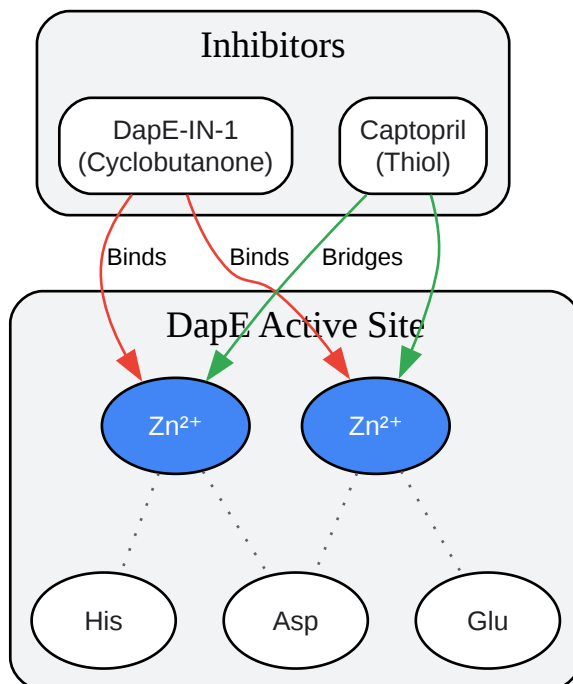 Inhibitors
DapE-IN-1
(Cyclobutanone)
Captopril
(Thiol)
Binds
Binds
Bridges
DapE Active Site
Zn²⁺
Zn²⁺
His
Asp
Glu